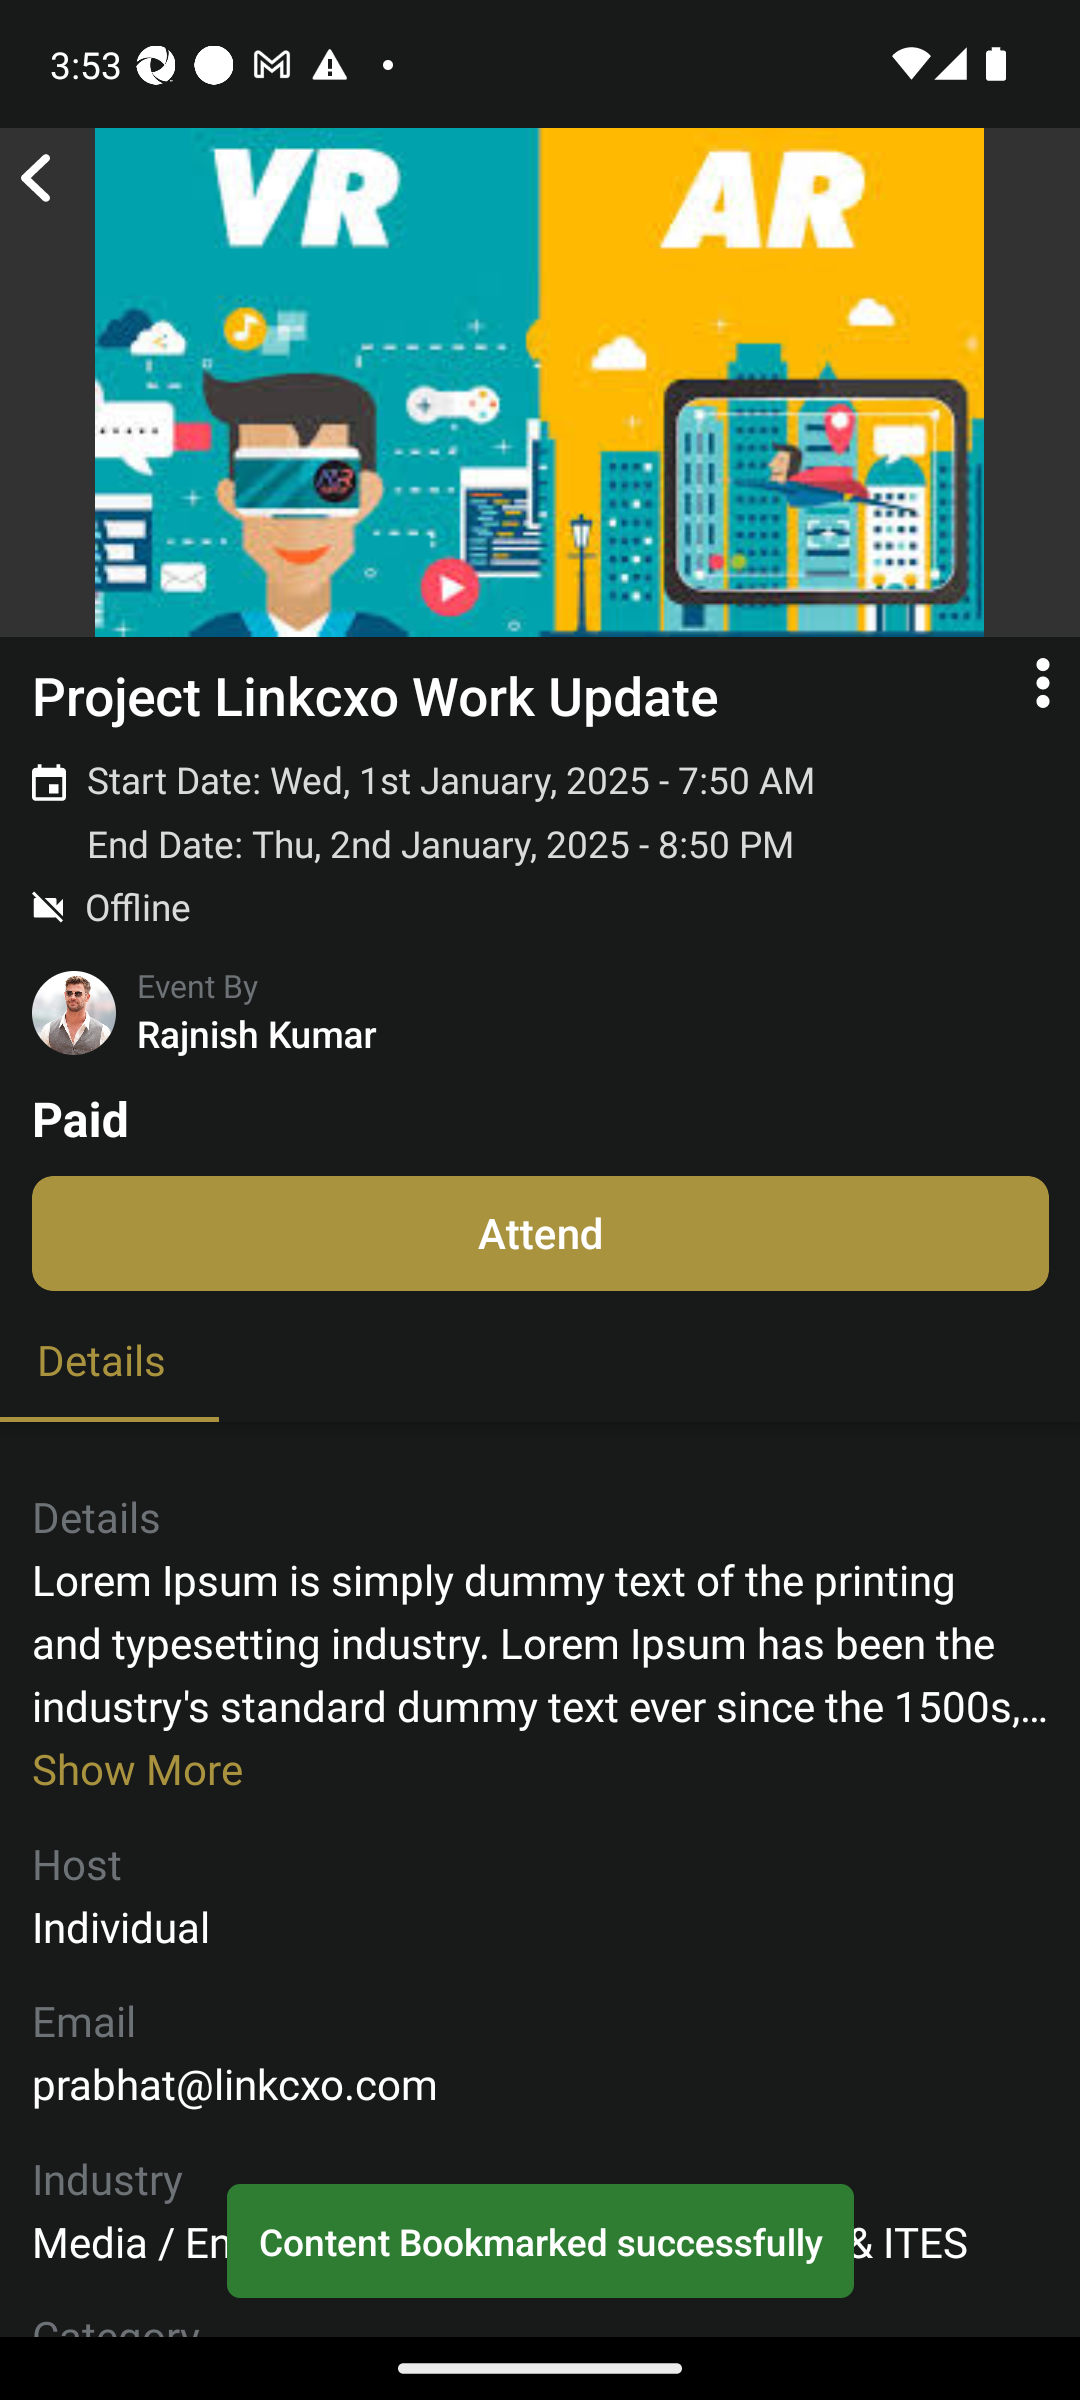 3:53
VR AR
Project Linkcxo Work Update
Start Date: Wed, 1st January, 2025 - 7:50 AM
End Date: Thu, 2nd January, 2025 - 8:50 PM
Offline
Event By
Rajnish Kumar
Paid
Attend
Details
Details
Lorem Ipsum is simply dummy text of the printing
and typesetting industry. Lorem Ipsum has been the
industry's standard dummy text ever since the 1500s,...
Show More
Host
Individual
Email
prabhat@linkcxo.com
Industry
Media / En & ITES
Content Bookmarked successfully
Category